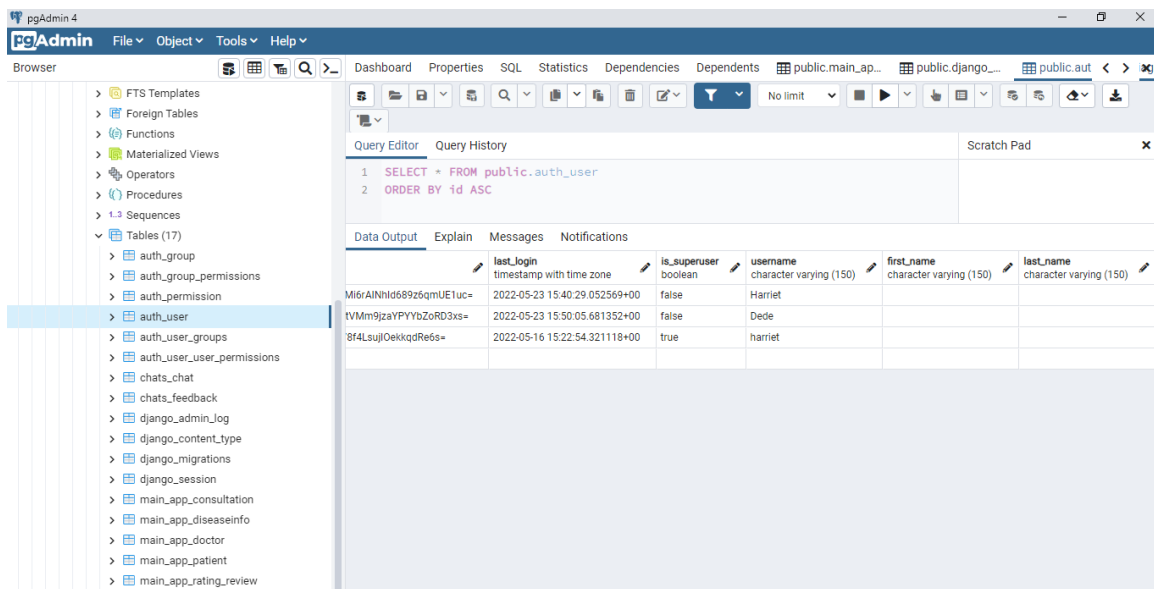 pgAdmin 4
pgAdmin File Object Tools Help
Browser
Dashboard Properties SQL Statistics Dependencies Dependents public.main_ap... public.django_... public.aut
FTS Templates
Foreign Tables
Functions
Materialized Views
Operators
Procedures
1..3 Sequences
Tables (17)
auth_group
auth_group_permissions
auth_permission
auth_user
auth_user_groups
auth_user_user_permissions
chats_chat
chats_feedback
django_admin_log
django_content_type
django_migrations
django_session
main_app_consultation
main_app_diseaseinfo
main_app_doctor
main_app_patient
main_app_rating_review
No limit
Query Editor Query History
Scratch Pad
1 SELECT * FROM public.auth_user
2 ORDER BY id ASC
Data Output Explain Messages Notifications
last_login is_superuser username first_name last_name
timestamp with time zone boolean character varying (150) character varying (150) character varying (150)
2022-05-23 15:40:29.052569+00 false Harriet
2022-05-23 15:50:05.681352+00 false Dede
2022-05-16 15:22:54.321118+00 true harriet